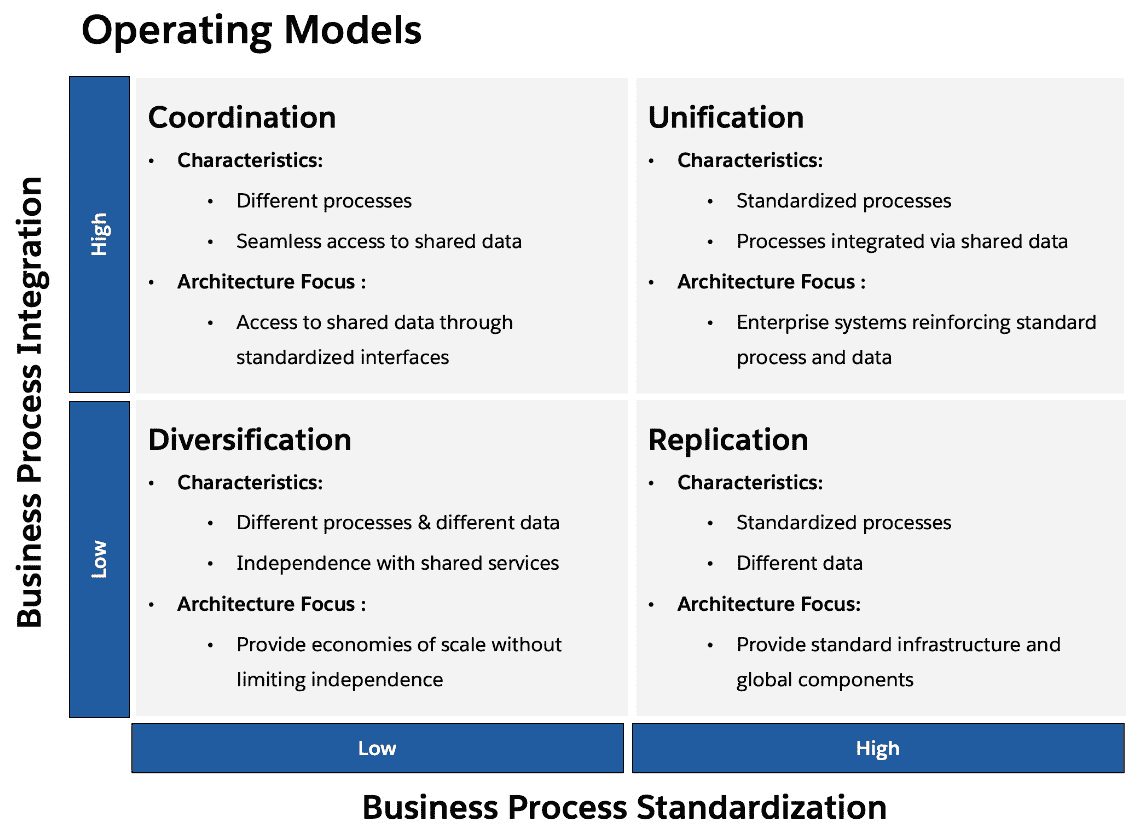 Operating Models
Business Process Integration
High
Coordination
• Characteristics:
• Different processes
• Seamless access to shared data
• Architecture Focus :
• Access to shared data through
standardized interfaces
Unification
• Characteristics:
• Standardized processes
• Processes integrated via shared data
• Architecture Focus :
• Enterprise systems reinforcing standard
process and data
Low
Diversification
• Characteristics:
• Different processes & different data
• Independence with shared services
• Architecture Focus :
• Provide economies of scale without
limiting independence
Replication
• Characteristics:
• Standardized processes
• Different data
• Architecture Focus:
• Provide standard infrastructure and
global components
Low
High
Business Process Standardization